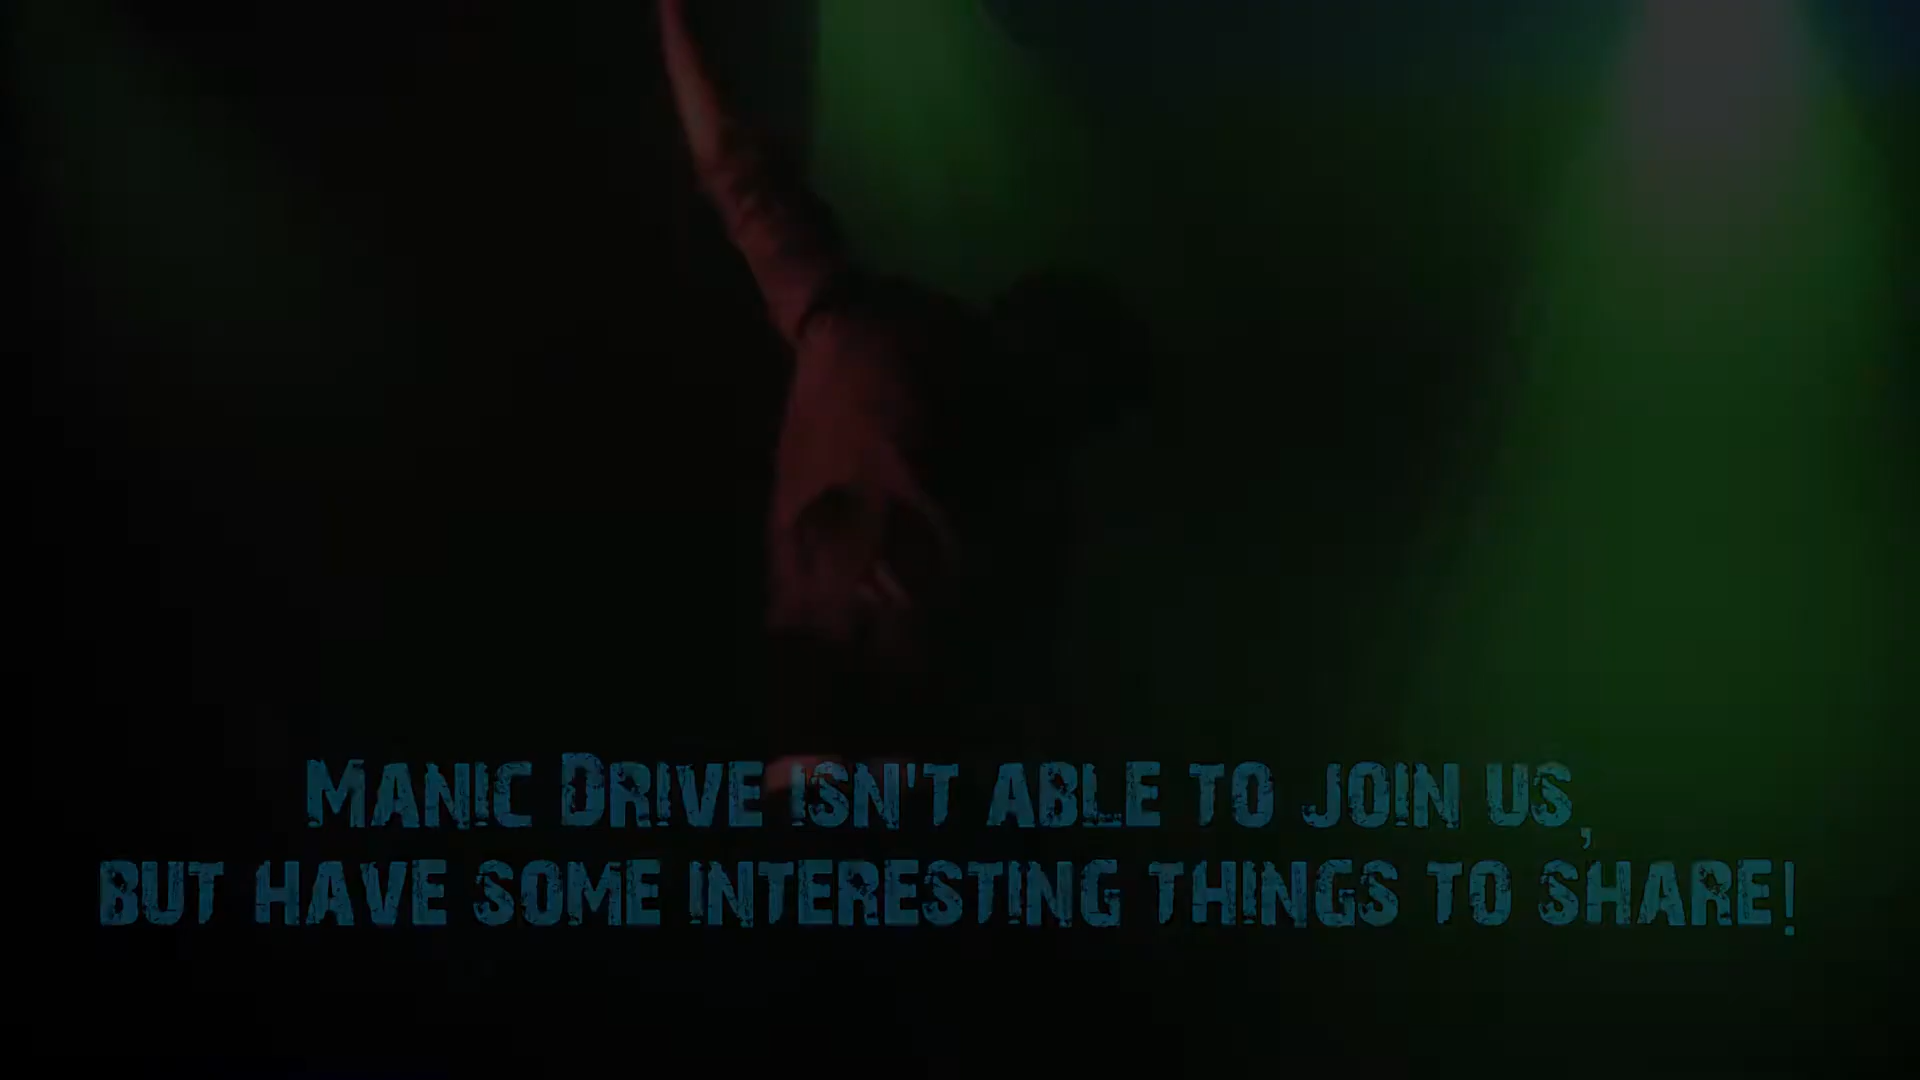 Manic Drive isn't able to join us,
but have some interesting things to share!